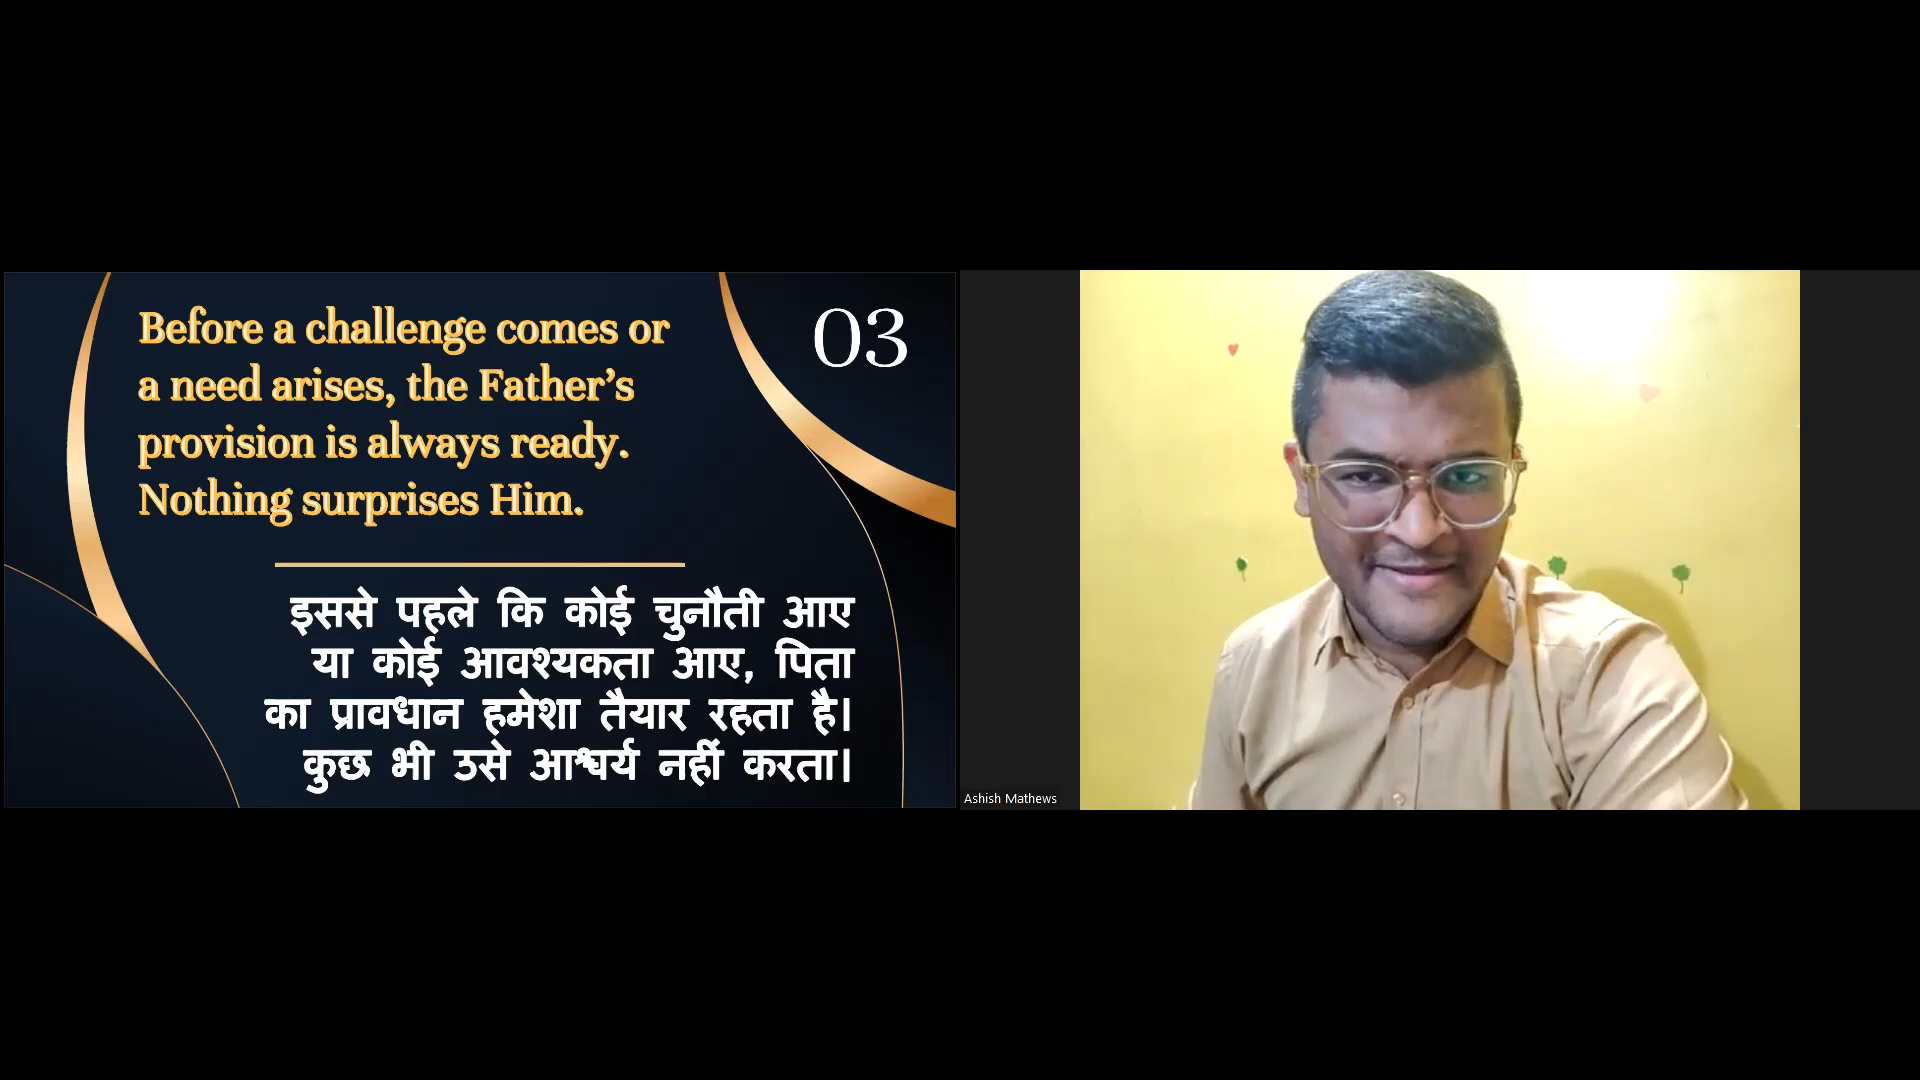 Before a challenge comes or
a need arises, the Father’s
provision is always ready.
Nothing surprises Him.
03
इससे पहले कि कोई चुनौती आए
या कोई आवश्यकता आए, पिता
का प्रावधान हमेशा तैयार रहता है।
कुछ भी उसे आश्चर्य नहीं करता।
Ashish Mathews